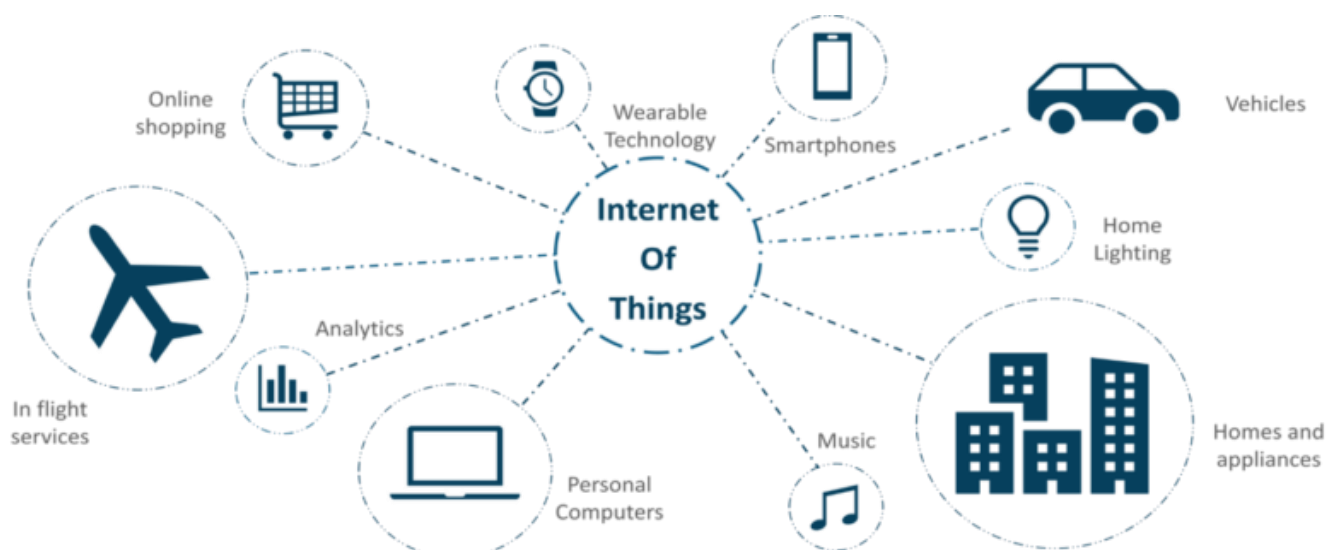 Online
shopping
Wearable
Technology
Smartphones
Vehicles
Internet
Of
Things
Home
Lighting
In flight
services
Analytics
Personal
Computers
Music
Homes and
appliances